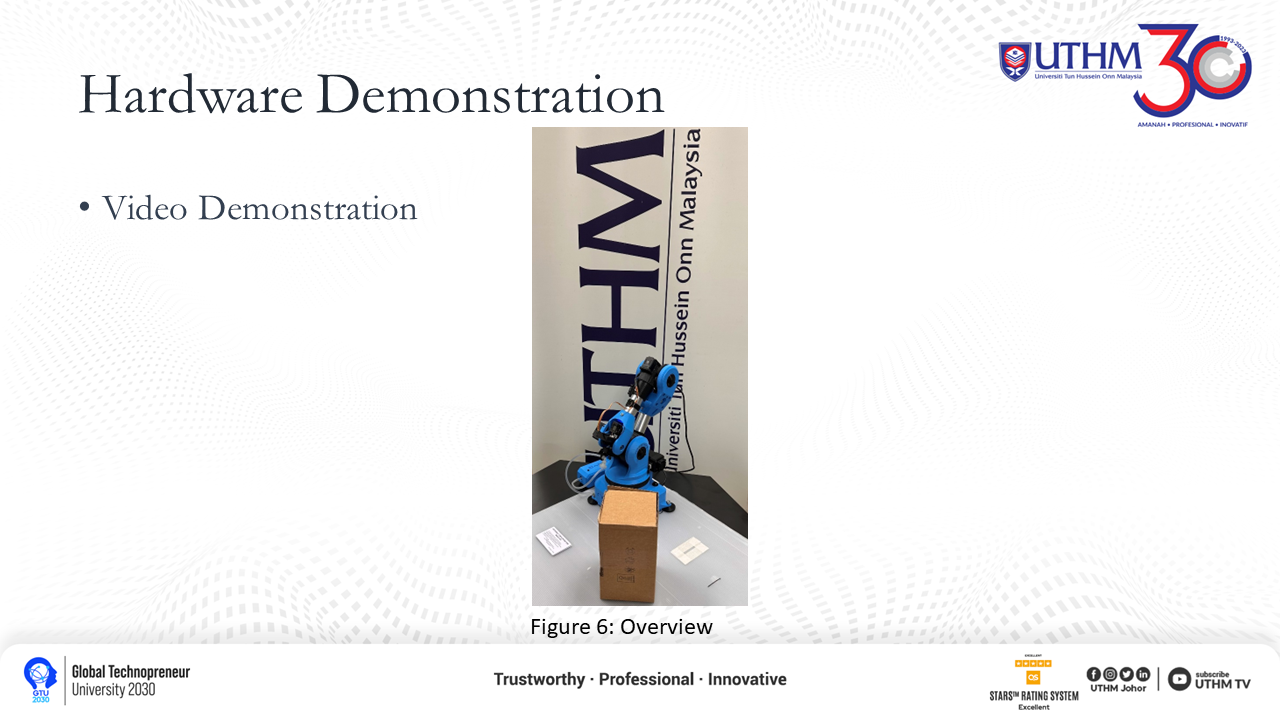 UTHM
Universiti Tun Hussein Onn Malaysia
30
1993-2023
AMANAH • PROFESIONAL • INOVATIF
Hardware Demonstration
• Video Demonstration
UTHM
Universiti Tun Hussein Onn Malaysia
Figure 6: Overview
GTU
2030
Global Technopreneur
University 2030
Trustworthy · Professional · Innovative
EXCELLENT
QS
STARS™ RATING SYSTEM
Excellent
UTHM Johor
subscribe
UTHM TV